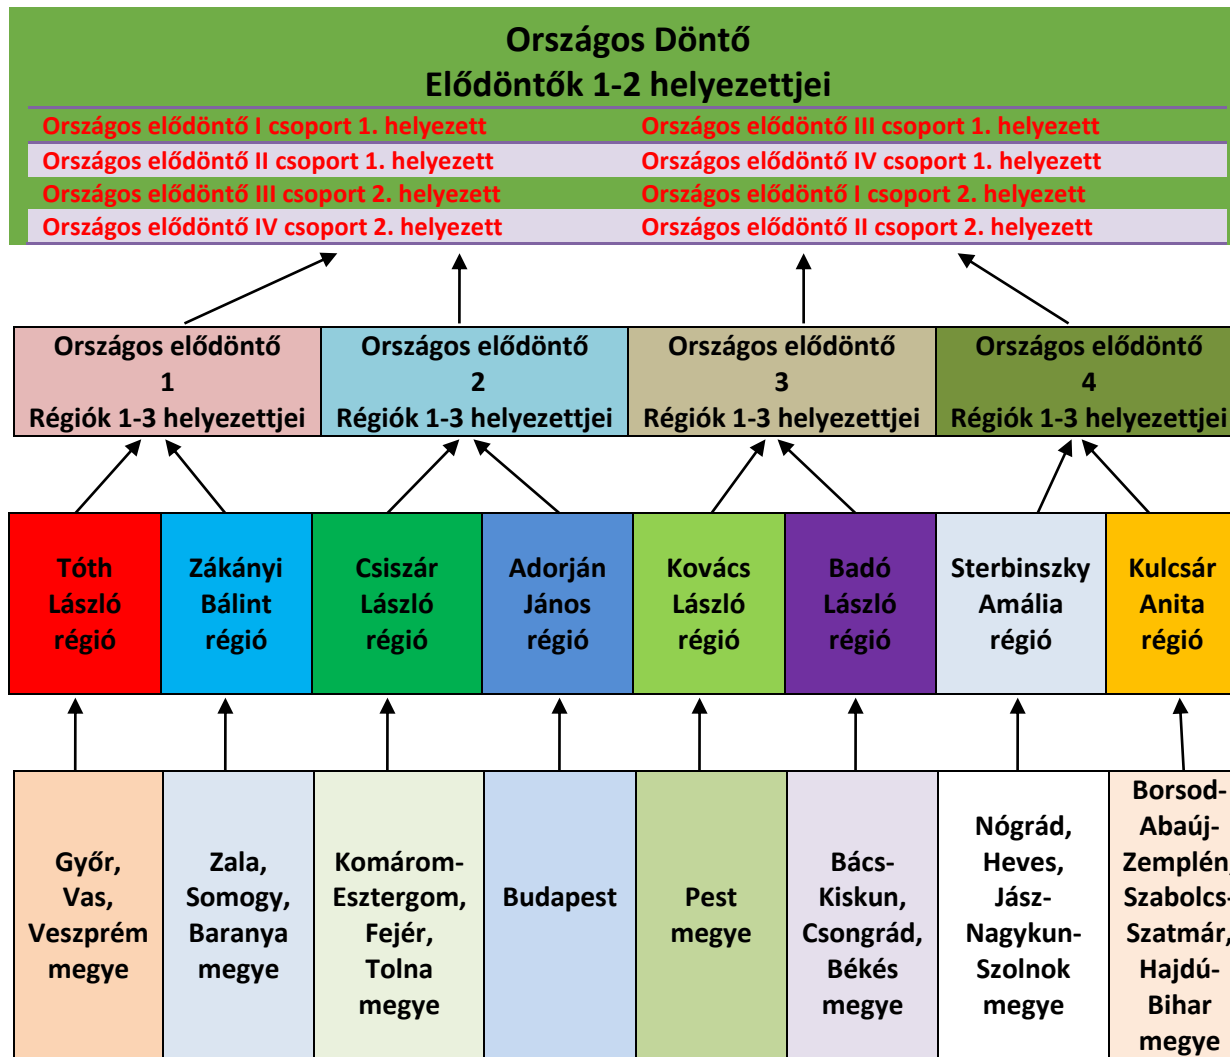 Országos Döntő
Elődöntők 1-2 helyezettjei
Országos elődöntő I csoport 1. helyezett
Országos elődöntő III csoport 1. helyezett
Országos elődöntő II csoport 1. helyezett
Országos elődöntő IV csoport 1. helyezett
Országos elődöntő III csoport 2. helyezett
Országos elődöntő I csoport 2. helyezett
Országos elődöntő IV csoport 2. helyezett
Országos elődöntő II csoport 2. helyezett
Országos elődöntő
1
Régiók 1-3 helyezettjei
Országos elődöntő
2
Régiók 1-3 helyezettjei
Országos elődöntő
3
Régiók 1-3 helyezettjei
Országos elődöntő
4
Régiók 1-3 helyezettjei
Tóth
László
régió
Zákányi
Bálint
régió
Csiszár
László
régió
Adorján
János
régió
Kovács
László
régió
Badó
László
régió
Sterbinszky
Amália
régió
Kulcsár
Anita
régió
Győr,
Vas,
Veszprém
megye
Zala,
Somogy,
Baranya
megye
Komárom-
Esztergom,
Fejér,
Tolna
megye
Budapest
Pest
megye
Bács-
Kiskun,
Csongrád,
Békés
megye
Nógrád,
Heves,
Jász-
Nagykun-
Szolnok
megye
Borsod-
Abaúj-
Zemplén,
Szabolcs-
Szatmár,
Hajdú-
Bihar
megye